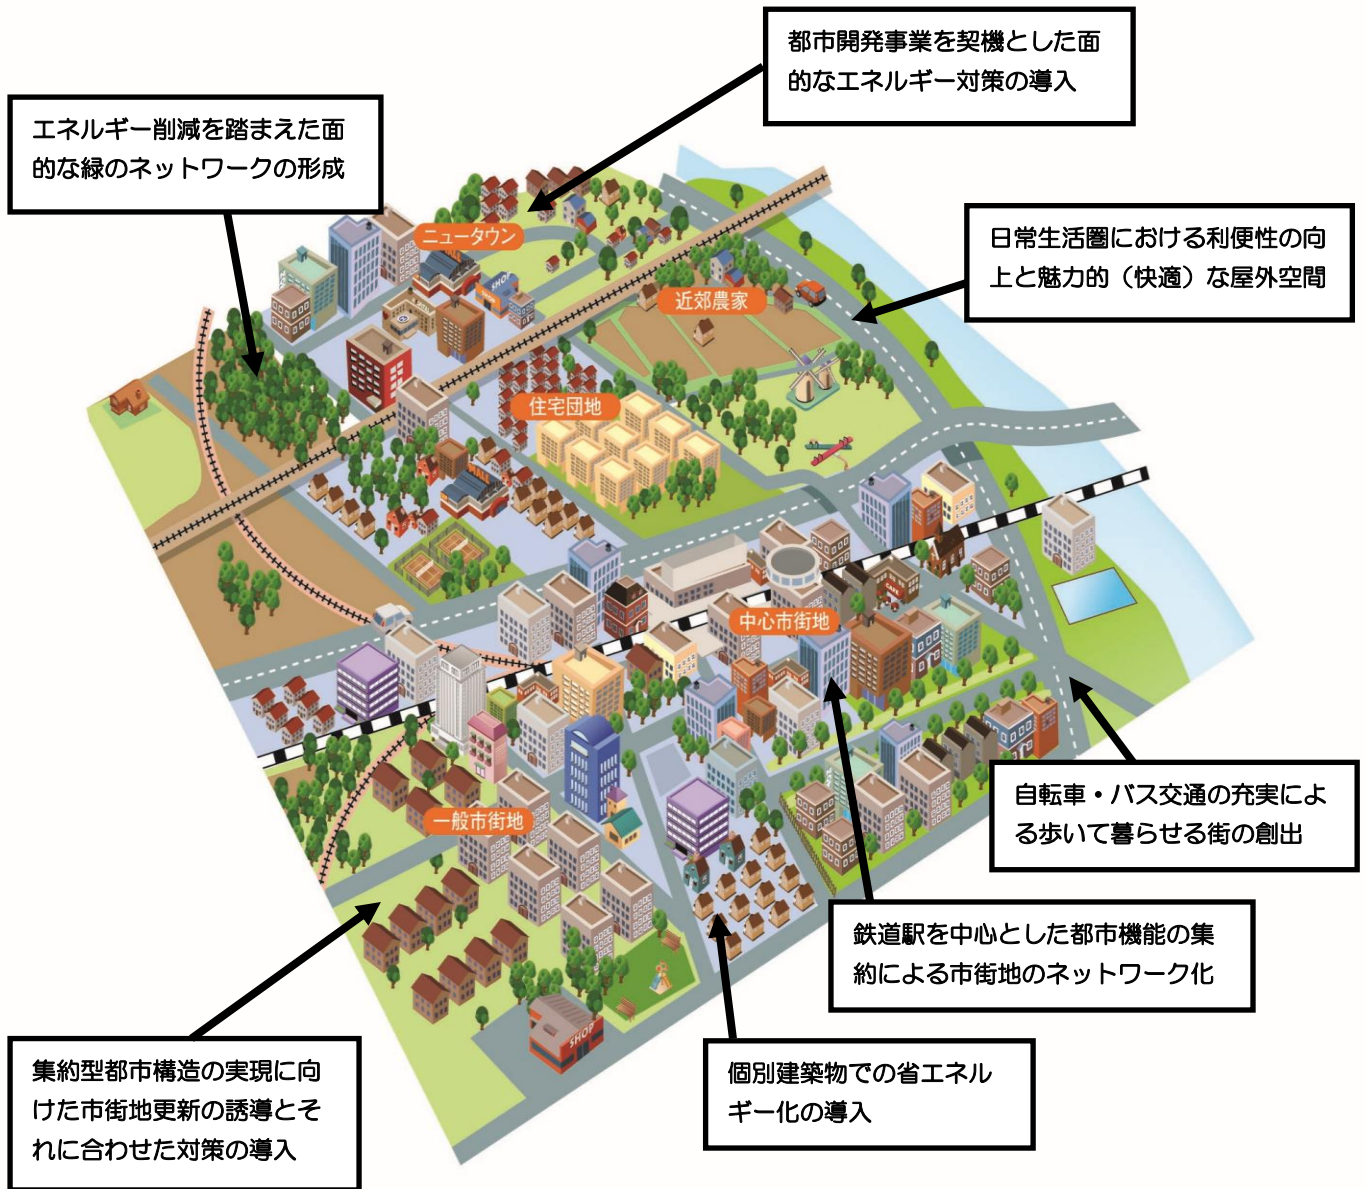 都市開発事業を契機とした面
的なエネルギー対策の導入
エネルギー削減を踏まえた面
的な緑のネットワークの形成
日常生活圏における利便性の向
上と魅力的（快適）な屋外空間
ニュータウン
SHOP
近郊農家
住宅団地
MALL
CAFE
中心市街地
一般市街地
自転車・バス交通の充実によ
る歩いて暮らせる街の創出
鉄道駅を中心とした都市機能の集
約による市街地のネットワーク化
SHOP
個別建築物での省エネル
ギー化の導入
集約型都市構造の実現に向
けた市街地更新の誘導とそ
れに合わせた対策の導入